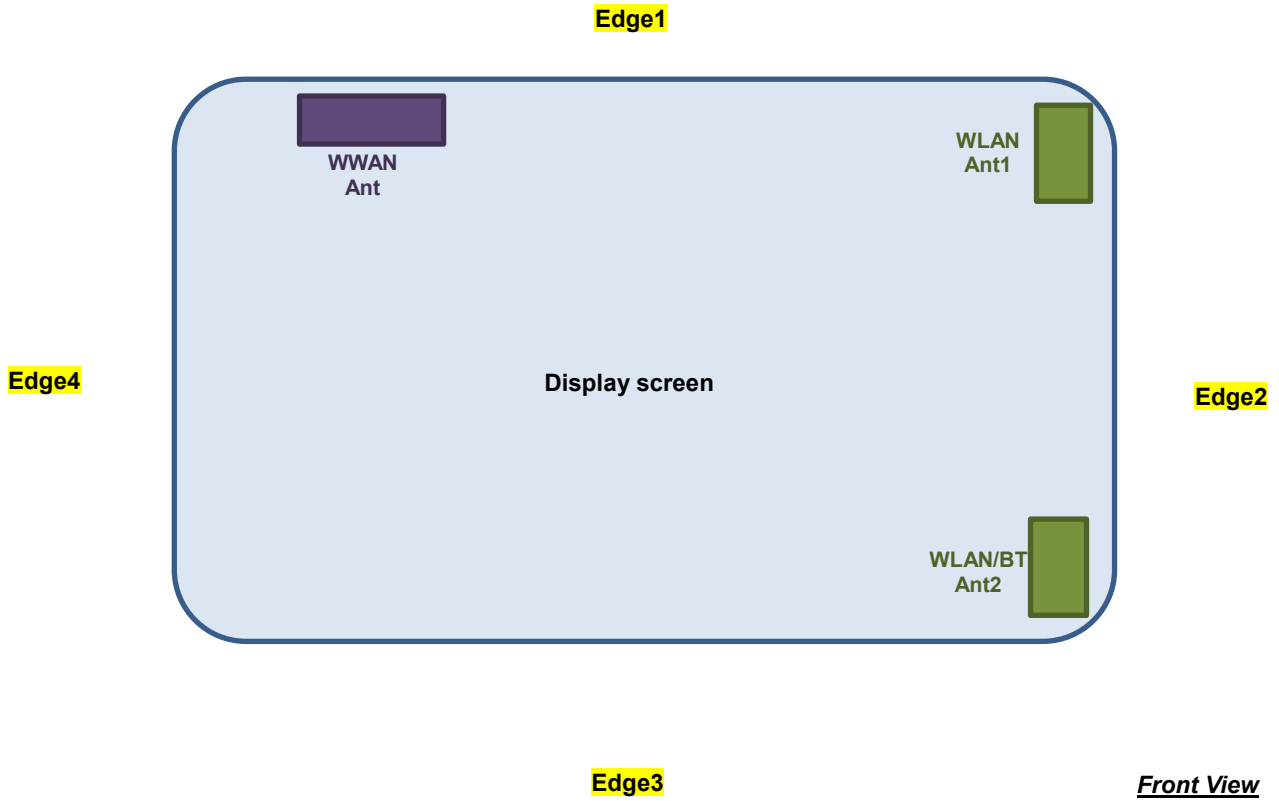 Edge1
WWAN
Ant
WLAN
Ant1
Edge4
Display screen
Edge2
WLAN/BT
Ant2
Edge3
Front View